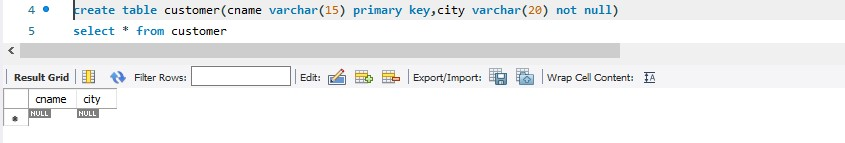 4 create table customer(cname varchar(15) primary key,city varchar(20) not null)
5 select * from customer
Result Grid Filter Rows: Edit: Export/Import: Wrap Cell Content: IA
cname city
* NULL NULL